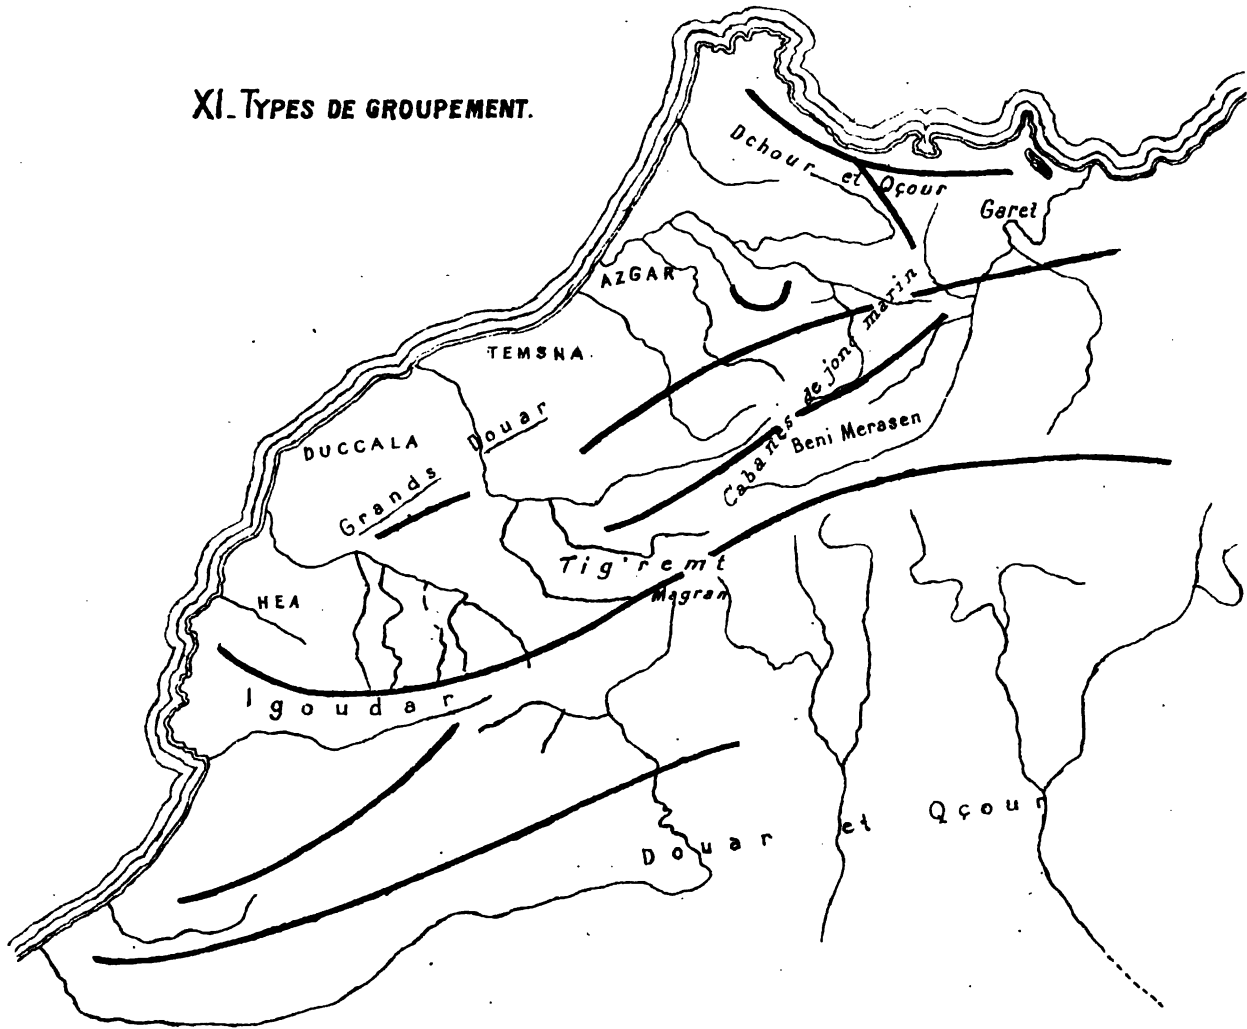 XI_TYPES DE GROUPEMENT.
Dchour et Qçour
Garet
AZGAR
TEMSNA.
Cabanes de jonc marin
Beni Merasen
DUCCALA
Grands Douar
Tig'remt
Magran
HEA
Igoudar
Douar et Qçour